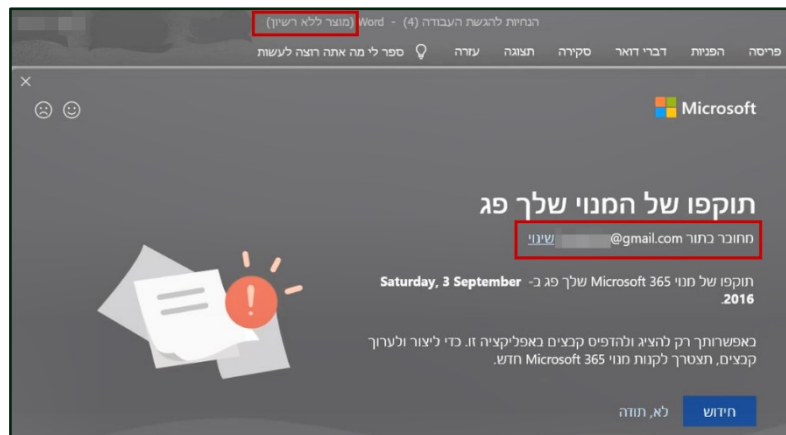 הנחיות להגשת העבודה (4) - Word (מוצר ללא רשיון)
פריסה הפניות דברי דואר סקירה תצוגה עזרה ספר לי מה אתה רוצה לעשות
Microsoft
תוקפו של המנוי שלך פג
מחובר בתור @gmail.com שינוי
תוקפו של מנוי Microsoft 365 שלך פג ב- Saturday, 3 September
2016.
באפשרותך רק להציג ולהדפיס קבצים באפליקציה זו. כדי ליצור ולערוך
קבצים, תצטרך לקנות מנוי Microsoft 365 חדש.
חידוש לא, תודה